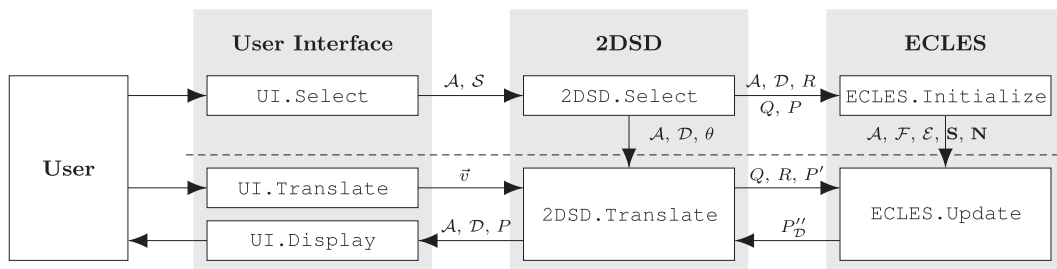 User Interface 2DSD ECLES
UI.Select 𝒜, 𝒮 2DSD.Select 𝒜, 𝒟, R ECLES.Initialize
Q, P
𝒜, 𝒟, θ 𝒜, ℱ, ℰ, S, N
User
UI.Translate v⃗ 2DSD.Translate Q, R, P′ ECLES.Update
UI.Display 𝒜, 𝒟, P P″𝒟